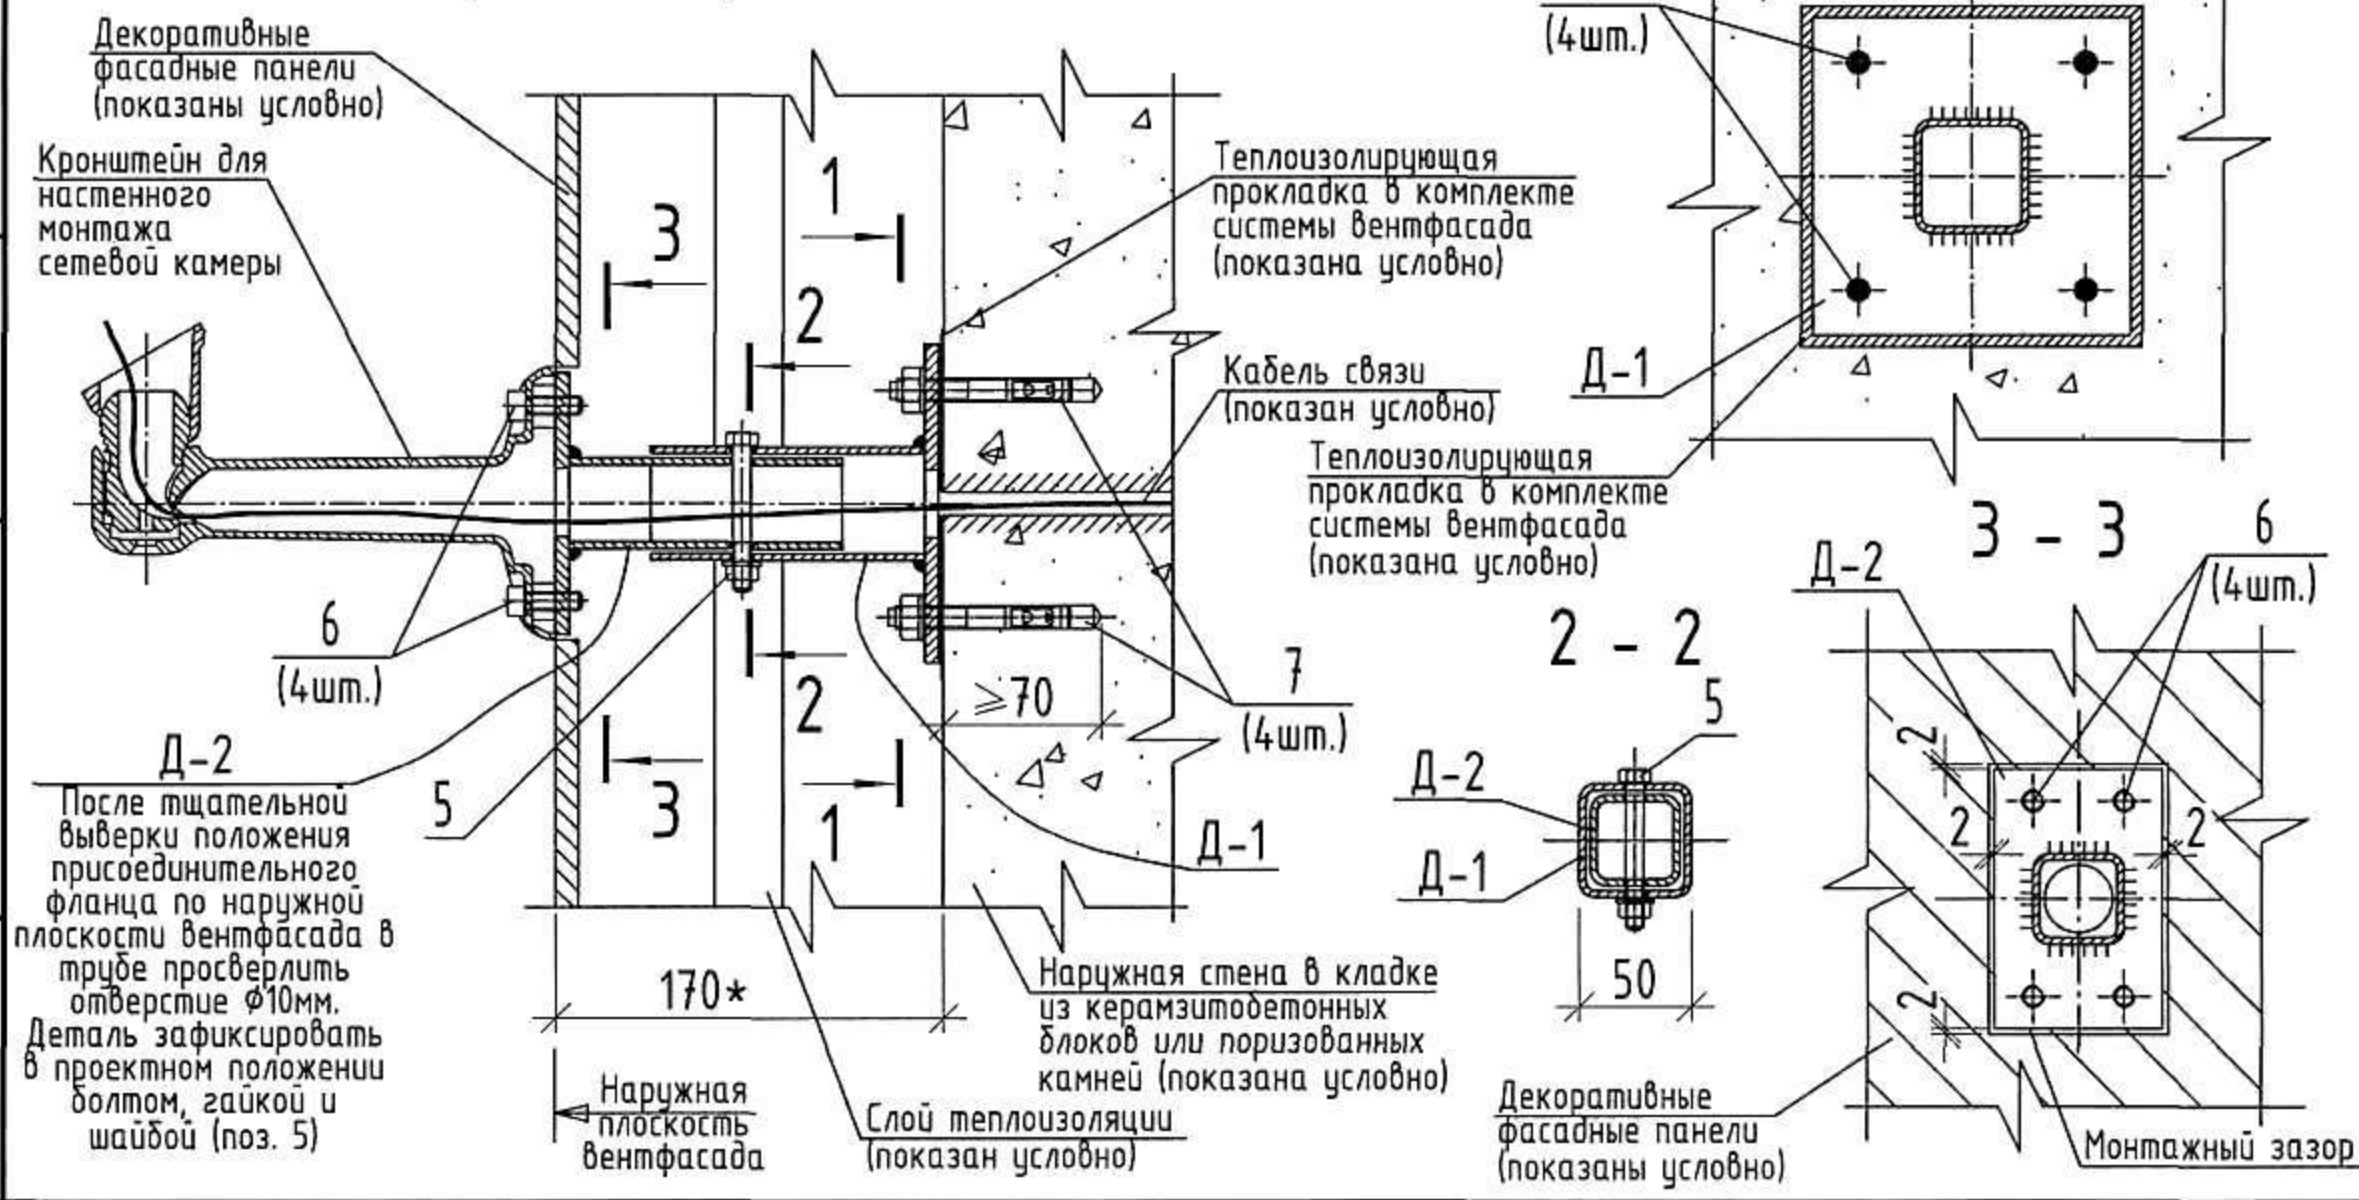 Декоративные
фасадные панели
(показаны условно)
Кронштейн для
настенного
монтажа
сетевой камеры
6
(4шт.)
Д-2
После тщательной
выверки положения
присоединительного
фланца по наружной
плоскости вентфасада в
трубе просверлить
отверстие ϕ10мм.
Деталь зафиксировать
в проектном положении
болтом, гайкой и
шайбой (поз. 5)
5
3
1
2
2
3
1
170*
Наружная
плоскость
вентфасада
Слой теплоизоляции
(показан условно)
Наружная стена в кладке
из керамзитобетонных
блоков или поризованных
камней (показана условно)
Теплоизолирующая
прокладка в комплекте
системы вентфасада
(показана условно)
Кабель связи
(показан условно)
≥70
7
(4шт.)
Д-1
(4шт.)
Д-1
Теплоизолирующая
прокладка в комплекте
системы вентфасада
(показана условно)
2 - 2
5
Д-2
Д-1
50
3 - 3
6
(4шт.)
Д-2
2
2
2
2
Декоративные
фасадные панели
(показаны условно)
Монтажный зазор